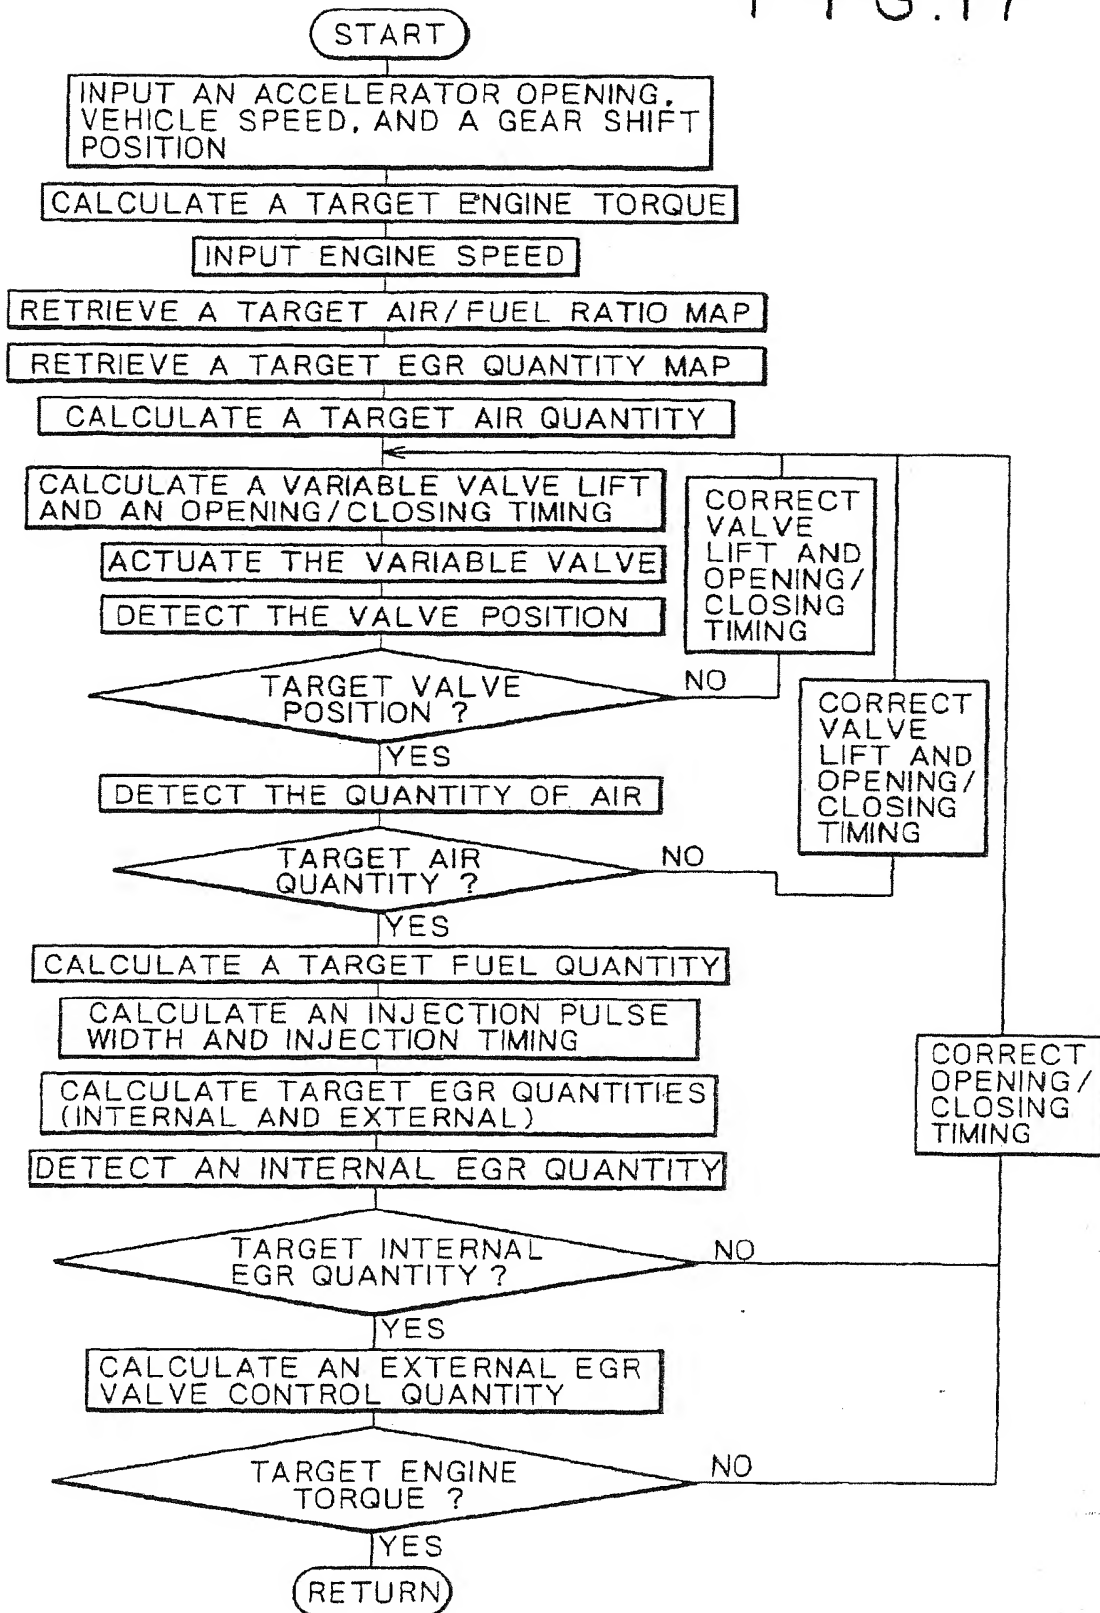 FIG.17
START
INPUT AN ACCELERATOR OPENING,
VEHICLE SPEED, AND A GEAR SHIFT
POSITION
CALCULATE A TARGET ENGINE TORQUE
INPUT ENGINE SPEED
RETRIEVE A TARGET AIR/FUEL RATIO MAP
RETRIEVE A TARGET EGR QUANTITY MAP
CALCULATE A TARGET AIR QUANTITY
CALCULATE A VARIABLE VALVE LIFT
AND AN OPENING/CLOSING TIMING
ACTUATE THE VARIABLE VALVE
DETECT THE VALVE POSITION
CORRECT
VALVE
LIFT AND
OPENING/
CLOSING
TIMING
TARGET VALVE
POSITION ?
NO
YES
CORRECT
VALVE
LIFT AND
OPENING/
CLOSING
TIMING
DETECT THE QUANTITY OF AIR
TARGET AIR
QUANTITY ?
NO
YES
CALCULATE A TARGET FUEL QUANTITY
CALCULATE AN INJECTION PULSE
WIDTH AND INJECTION TIMING
CALCULATE TARGET EGR QUANTITIES
(INTERNAL AND EXTERNAL)
CORRECT
OPENING/
CLOSING
TIMING
DETECT AN INTERNAL EGR QUANTITY
TARGET INTERNAL
EGR QUANTITY ?
NO
YES
CALCULATE AN EXTERNAL EGR
VALVE CONTROL QUANTITY
TARGET ENGINE
TORQUE ?
NO
YES
RETURN